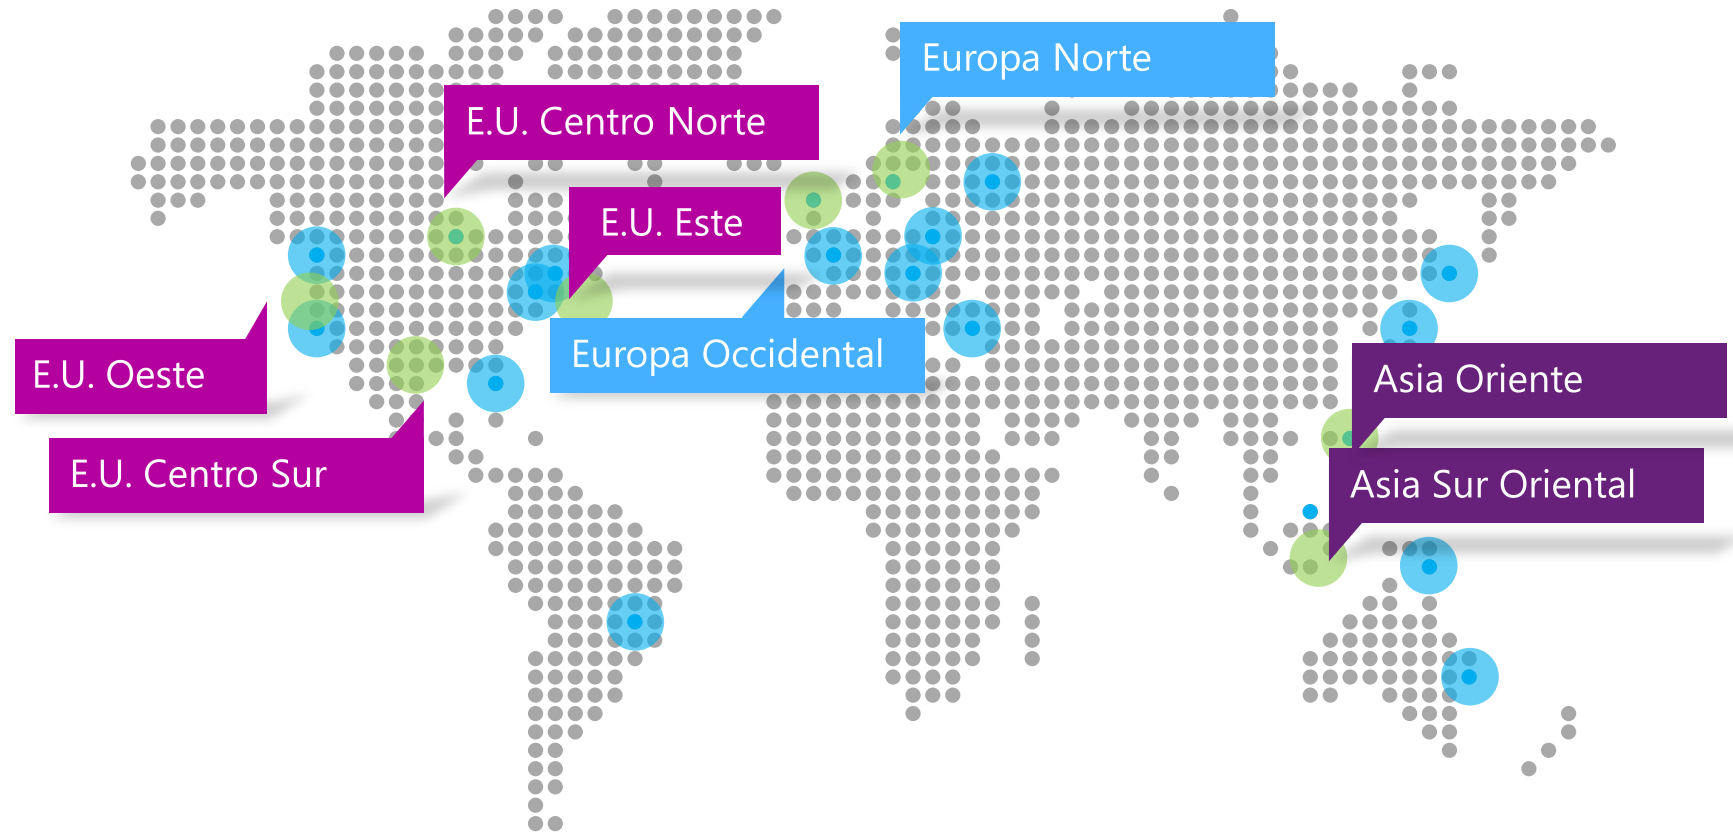 Europa Norte
E.U. Centro Norte
E.U. Este
Europa Occidental
E.U. Oeste
Asia Oriente
E.U. Centro Sur
Asia Sur Oriental